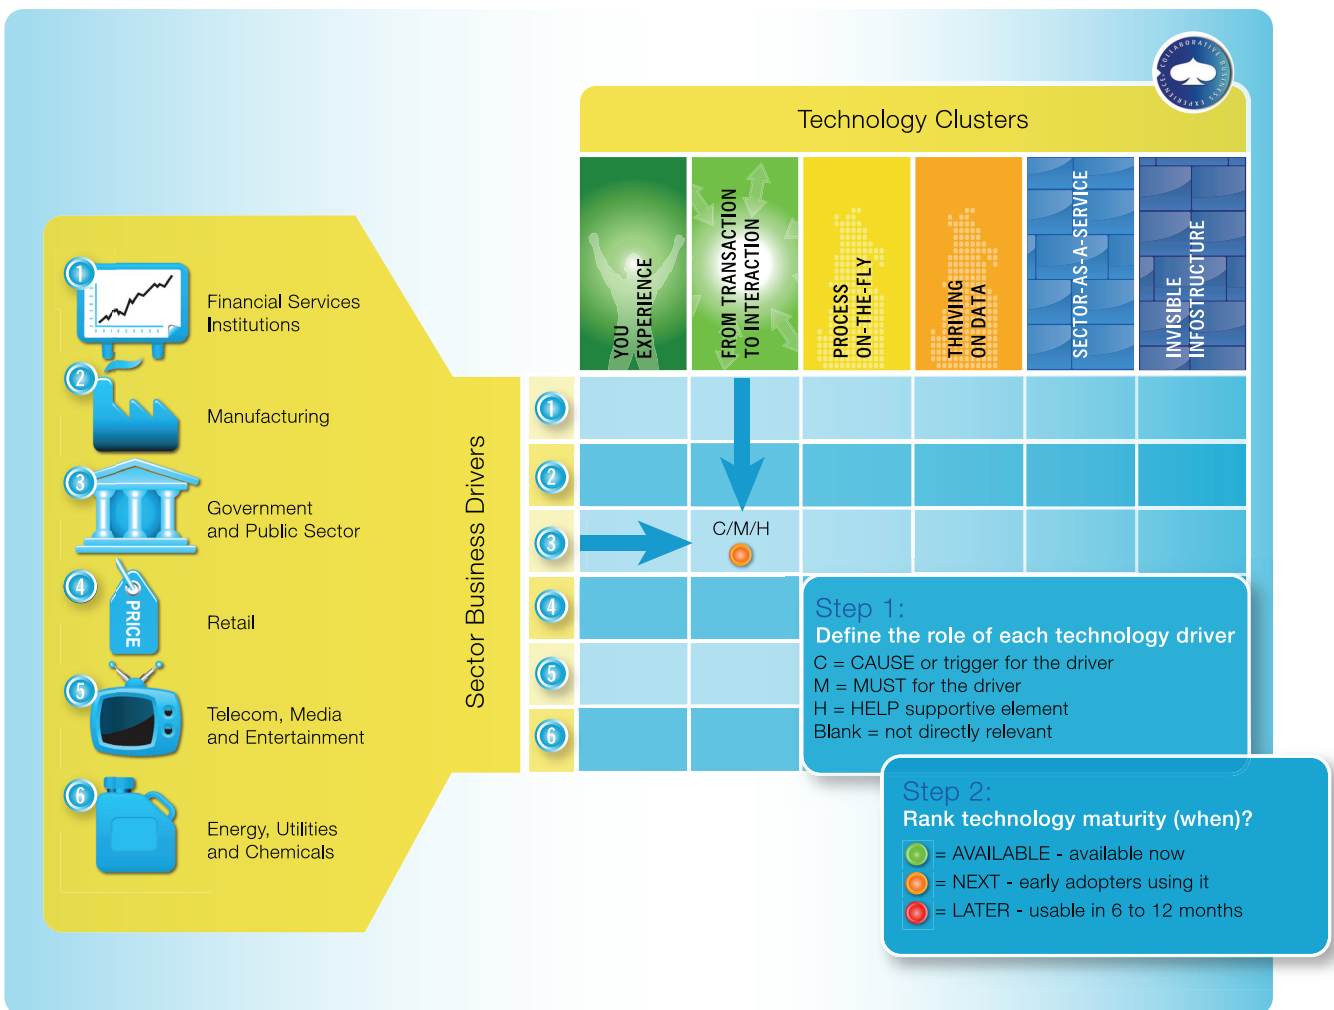 COLLABORATIVE BUSINESS EXPERIENCE
Technology Clusters
YOU
EXPERIENCE
FROM TRANSACTION
TO INTERACTION
PROCESS
ON-THE-FLY
THRIVING
ON DATA
SECTOR-AS-A-SERVICE
INVISIBLE
INFOSTRUCTURE
1
Financial Services
Institutions
2
Manufacturing
3
Government
and Public Sector
4
PRICE
Retail
5
Telecom, Media
and Entertainment
6
Energy, Utilities
and Chemicals
Sector Business Drivers
1
2
3
C/M/H
4
5
6
Step 1:
Define the role of each technology driver
C = CAUSE or trigger for the driver
M = MUST for the driver
H = HELP supportive element
Blank = not directly relevant
Step 2:
Rank technology maturity (when)?
= AVAILABLE - available now
= NEXT - early adopters using it
= LATER - usable in 6 to 12 months